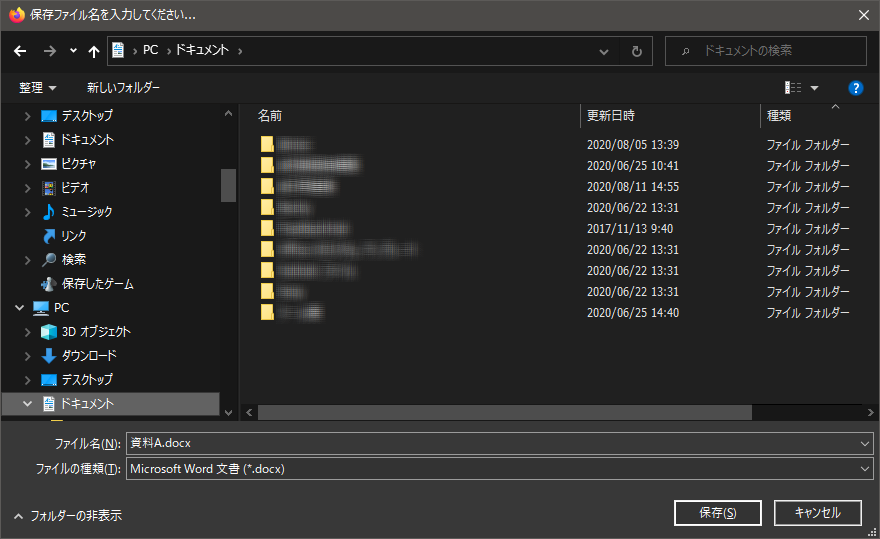 保存ファイル名を入力してください...
PC ドキュメント
ドキュメントの検索
整理
新しいフォルダー
デスクトップ
ドキュメント
ピクチャ
ビデオ
ミュージック
リンク
検索
保存したゲーム
PC
3D オブジェクト
ダウンロード
デスクトップ
ドキュメント
名前 更新日時 種類
2020/08/05 13:39 ファイル フォルダー
2020/06/25 10:41 ファイル フォルダー
2020/08/11 14:55 ファイル フォルダー
2020/06/22 13:31 ファイル フォルダー
2017/11/13 9:40 ファイル フォルダー
2020/06/22 13:31 ファイル フォルダー
2020/06/22 13:31 ファイル フォルダー
2020/06/22 13:31 ファイル フォルダー
2020/06/25 14:40 ファイル フォルダー
ファイル名(N): 資料A.docx
ファイルの種類(T): Microsoft Word 文書 (*.docx)
フォルダーの非表示
保存(S)
キャンセル